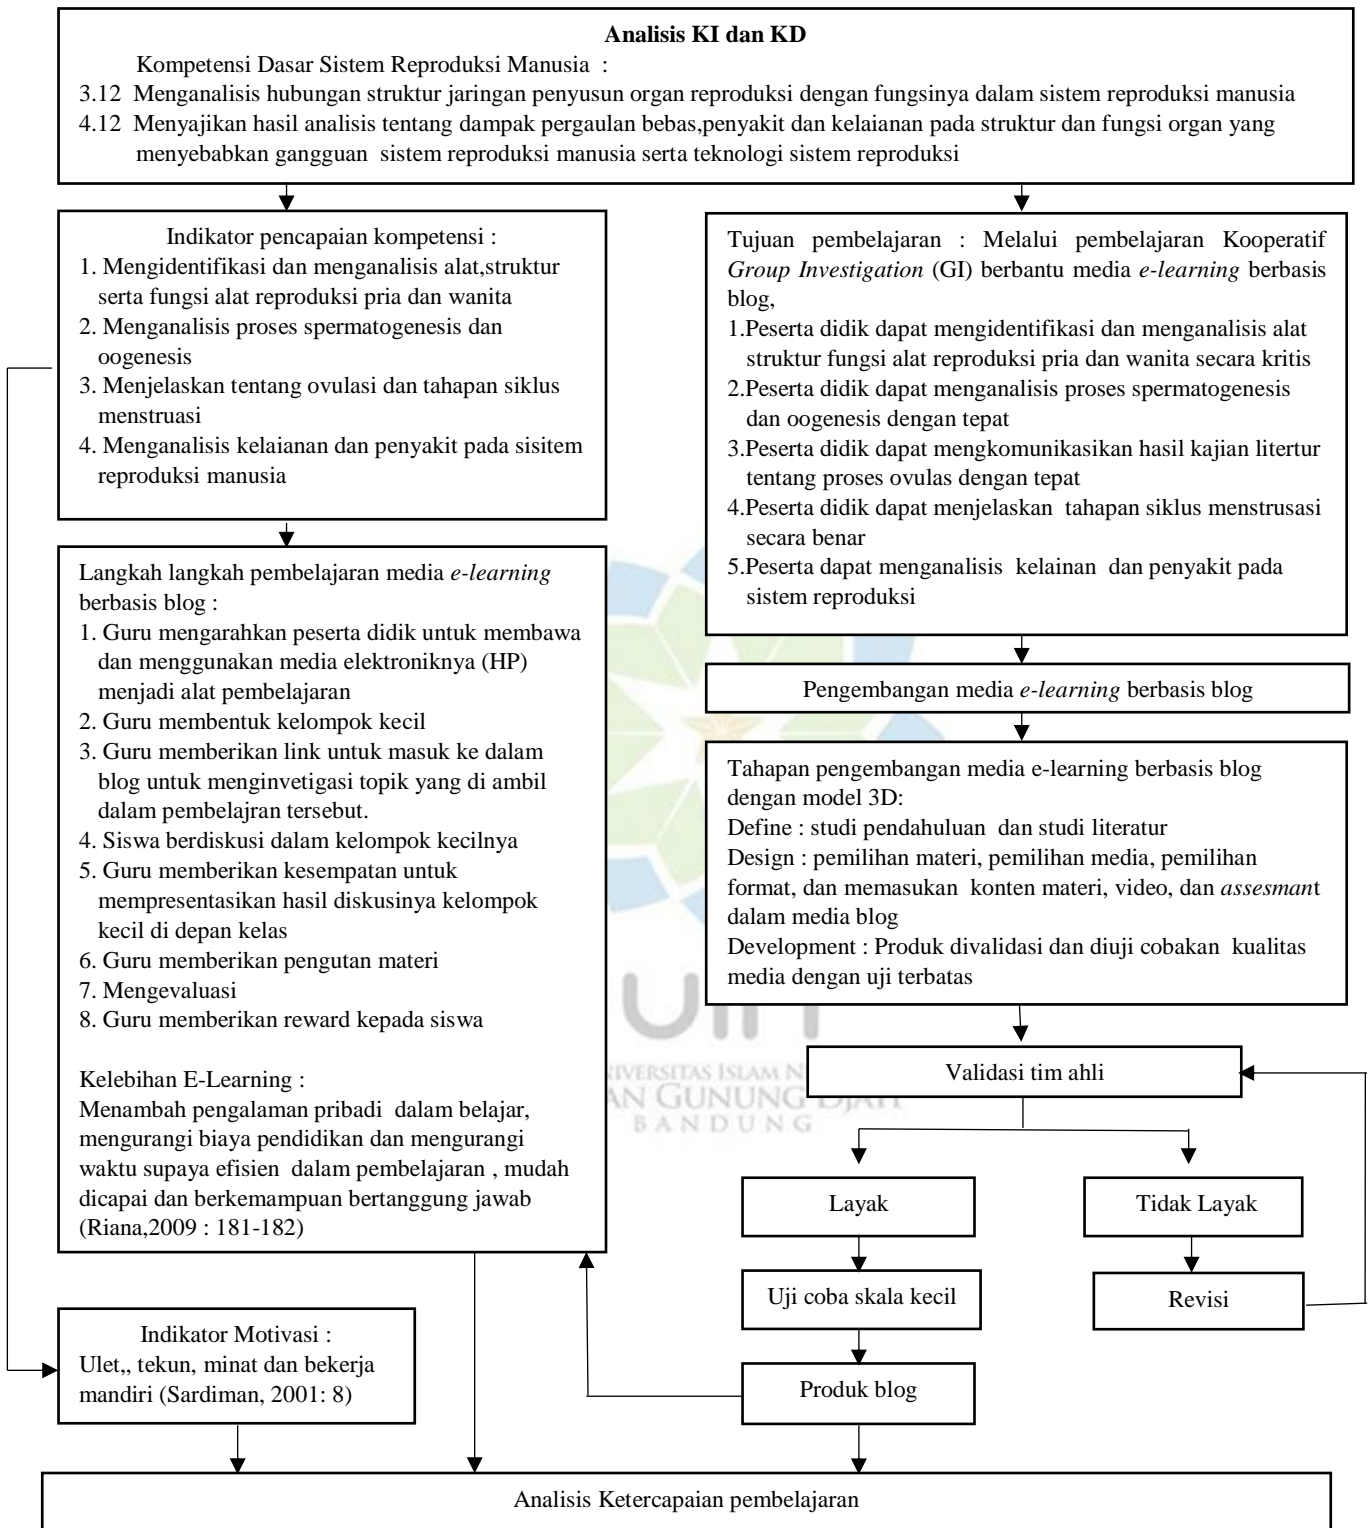 Analisis KI dan KD
Kompetensi Dasar Sistem Reproduksi Manusia :
3.12 Menganalisis hubungan struktur jaringan penyusun organ reproduksi dengan fungsinya dalam sistem reproduksi manusia
4.12 Menyajikan hasil analisis tentang dampak pergaulan bebas,penyakit dan kelaianan pada struktur dan fungsi organ yang
menyebabkan gangguan sistem reproduksi manusia serta teknologi sistem reproduksi
Indikator pencapaian kompetensi :
1. Mengidentifikasi dan menganalisis alat,struktur
serta fungsi alat reproduksi pria dan wanita
2. Menganalisis proses spermatogenesis dan
oogenesis
3. Menjelaskan tentang ovulasi dan tahapan siklus
menstruasi
4. Menganalisis kelaianan dan penyakit pada sisitem
reproduksi manusia
Tujuan pembelajaran : Melalui pembelajaran Kooperatif
Group Investigation (GI) berbantu media e-learning berbasis
blog,
1.Peserta didik dapat mengidentifikasi dan menganalisis alat
struktur fungsi alat reproduksi pria dan wanita secara kritis
2.Peserta didik dapat menganalisis proses spermatogenesis
dan oogenesis dengan tepat
3.Peserta didik dapat mengkomunikasikan hasil kajian litertur
tentang proses ovulas dengan tepat
4.Peserta didik dapat menjelaskan tahapan siklus menstrusasi
secara benar
5.Peserta dapat menganalisis kelainan dan penyakit pada
sistem reproduksi
Langkah langkah pembelajaran media e-learning
berbasis blog :
1. Guru mengarahkan peserta didik untuk membawa
dan menggunakan media elektroniknya (HP)
menjadi alat pembelajaran
2. Guru membentuk kelompok kecil
3. Guru memberikan link untuk masuk ke dalam
blog untuk menginvetigasi topik yang di ambil
dalam pembelajran tersebut.
4. Siswa berdiskusi dalam kelompok kecilnya
5. Guru memberikan kesempatan untuk
mempresentasikan hasil diskusinya kelompok
kecil di depan kelas
6. Guru memberikan pengutan materi
7. Mengevaluasi
8. Guru memberikan reward kepada siswa
Kelebihan E-Learning :
Menambah pengalaman pribadi dalam belajar,
mengurangi biaya pendidikan dan mengurangi
waktu supaya efisien dalam pembelajaran , mudah
dicapai dan berkemampuan bertanggung jawab
(Riana,2009 : 181-182)
Pengembangan media e-learning berbasis blog
Tahapan pengembangan media e-learning berbasis blog
dengan model 3D:
Define : studi pendahuluan dan studi literatur
Design : pemilihan materi, pemilihan media, pemilihan
format, dan memasukan konten materi, video, dan assesmant
dalam media blog
Development : Produk divalidasi dan diuji cobakan kualitas
media dengan uji terbatas
Validasi tim ahli
Layak
Tidak Layak
Uji coba skala kecil
Revisi
Produk blog
Indikator Motivasi :
Ulet,, tekun, minat dan bekerja
mandiri (Sardiman, 2001: 8)
Analisis Ketercapaian pembelajaran
ISLAM
GUNUNG
BANDUNG